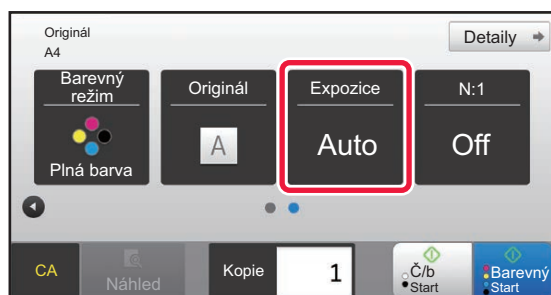 Originál
A4
Detaily
Barevný
režim
Plná barva
Originál
A
Expozice
Auto
N:1
Off
CA
Náhled
Kopie
1
Č/b
Start
Barevný
Start